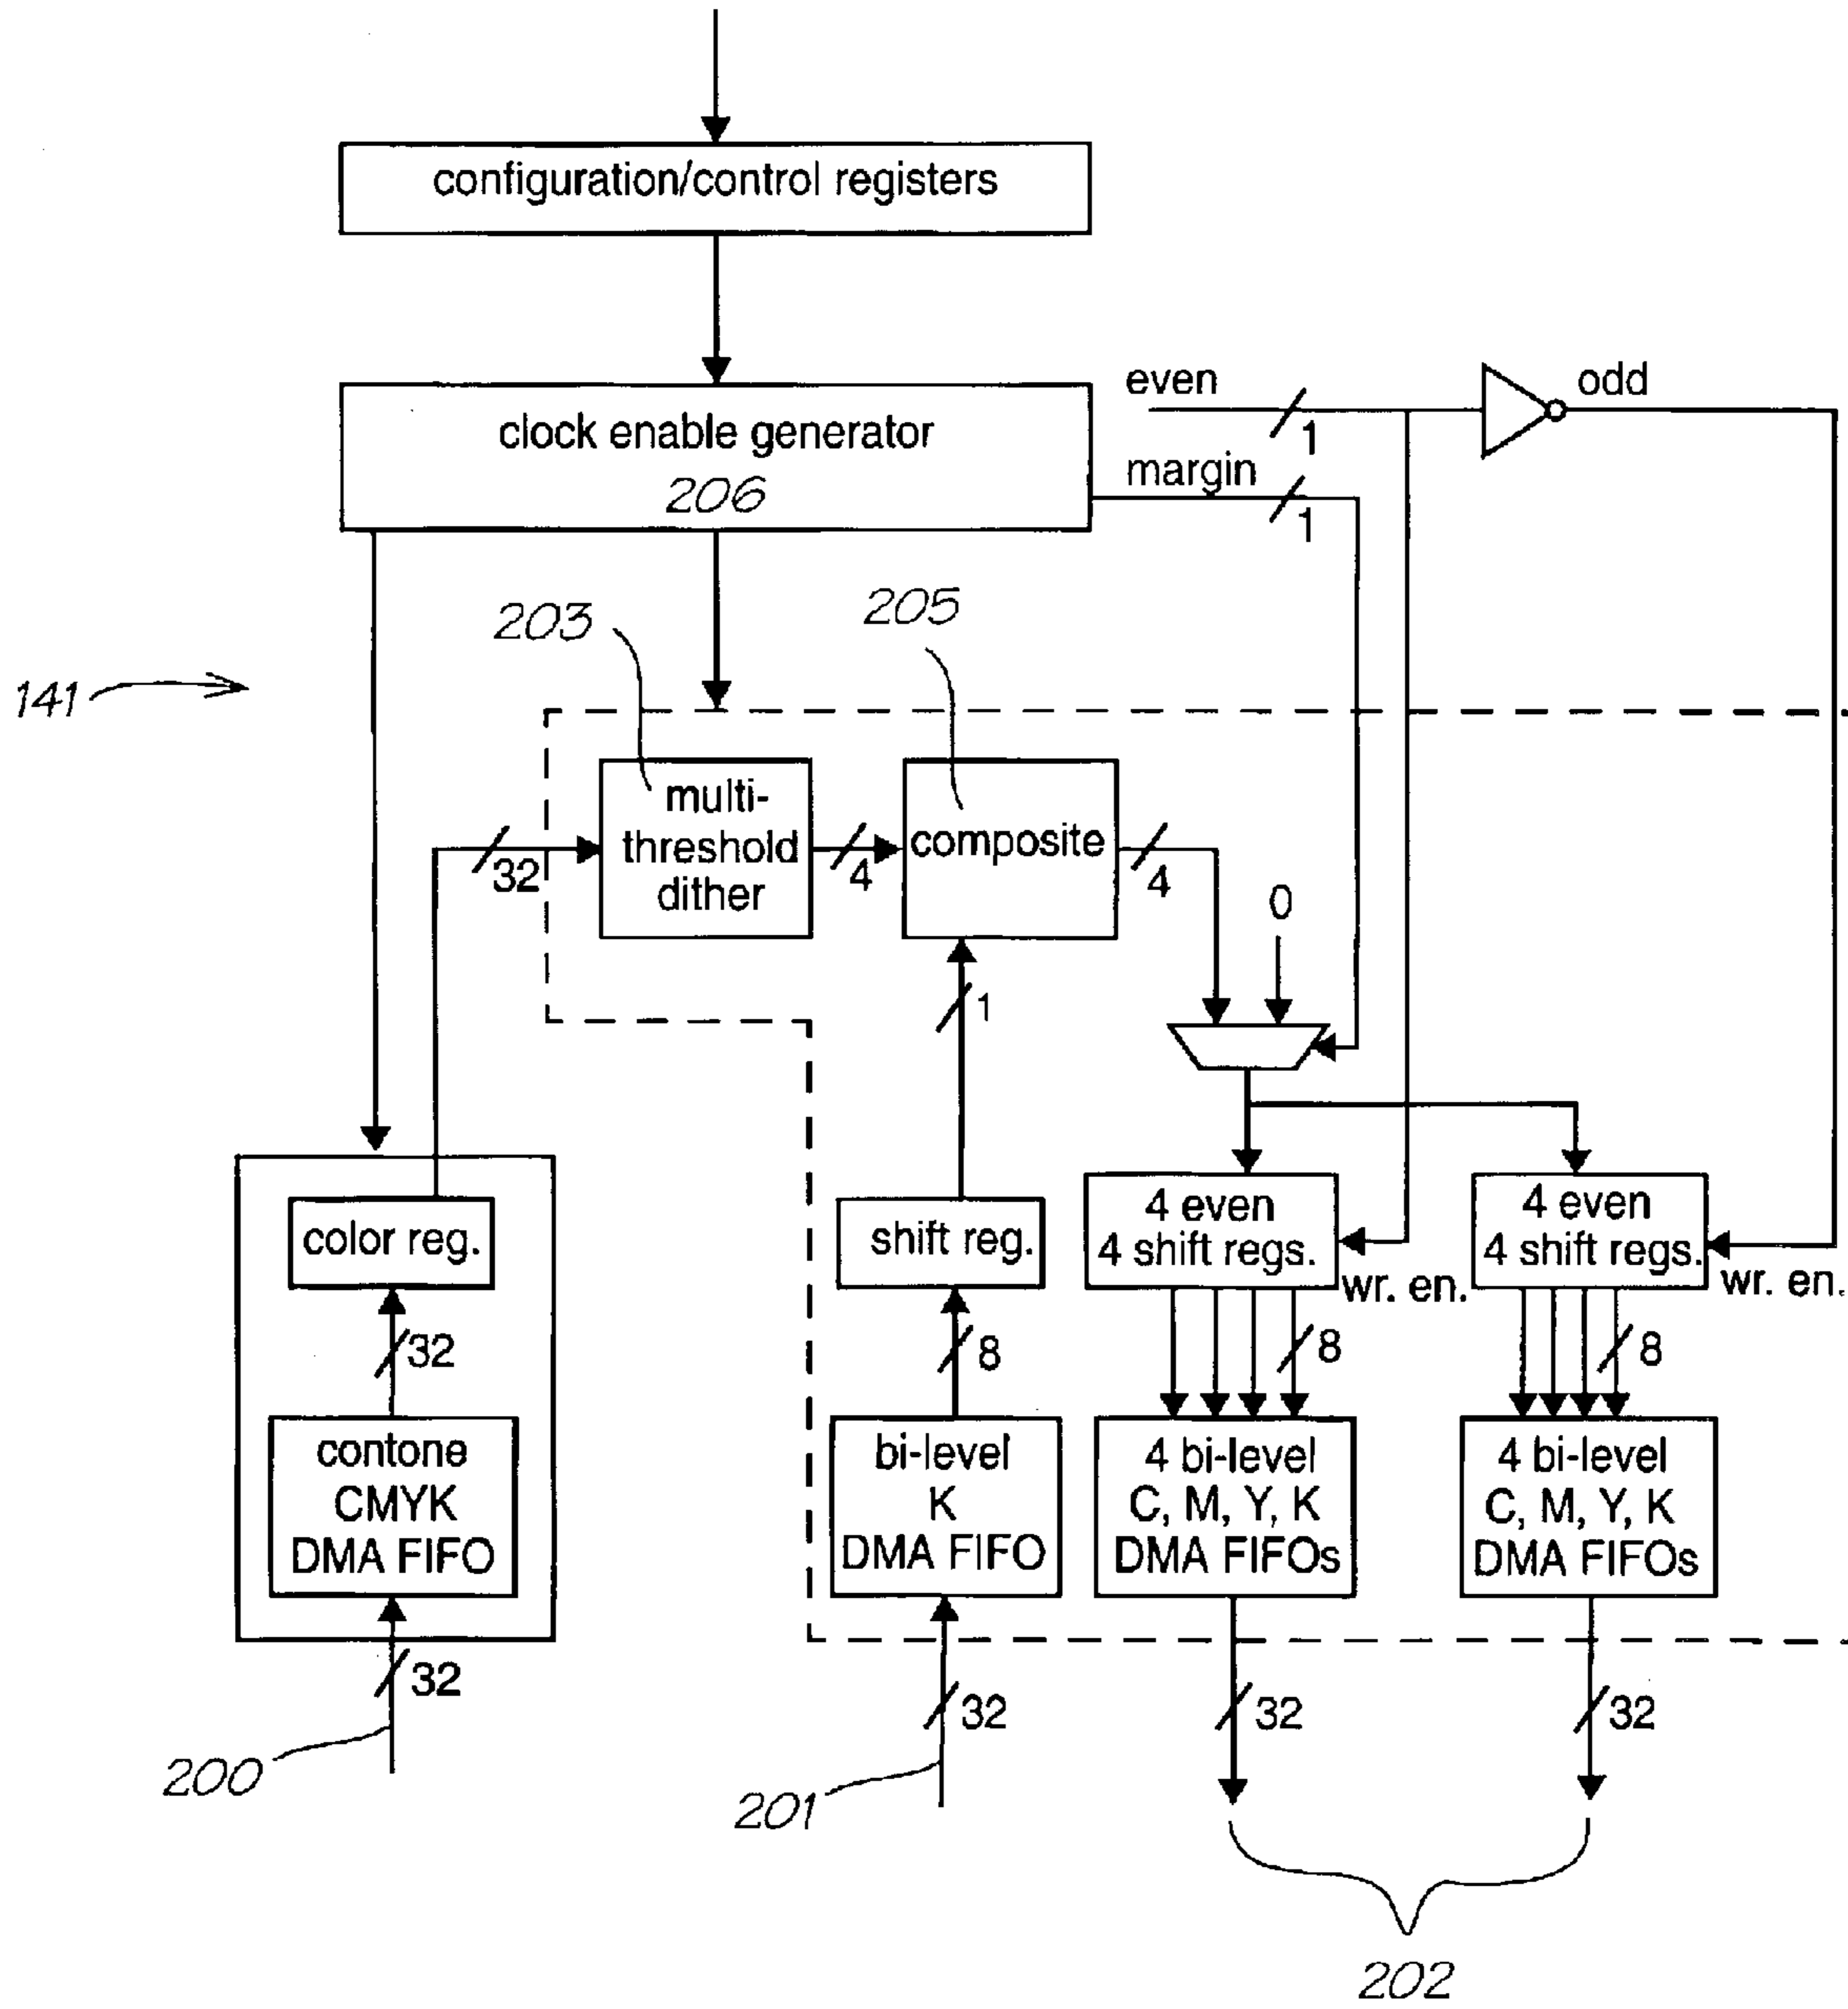 configuration/control registers
clock enable generator
206
even
1
odd
margin
1
203
205
141
multi-
threshold
dither
composite
32
4
4
0
1
color reg.
shift reg.
4 even
4 shift regs.
wr. en.
4 even
4 shift regs.
wr. en.
32
8
8
8
contone
CMYK
DMA FIFO
bi-level
K
DMA FIFO
4 bi-level
C, M, Y, K
DMA FIFOs
4 bi-level
C, M, Y, K
DMA FIFOs
32
32
32
32
200
201
202